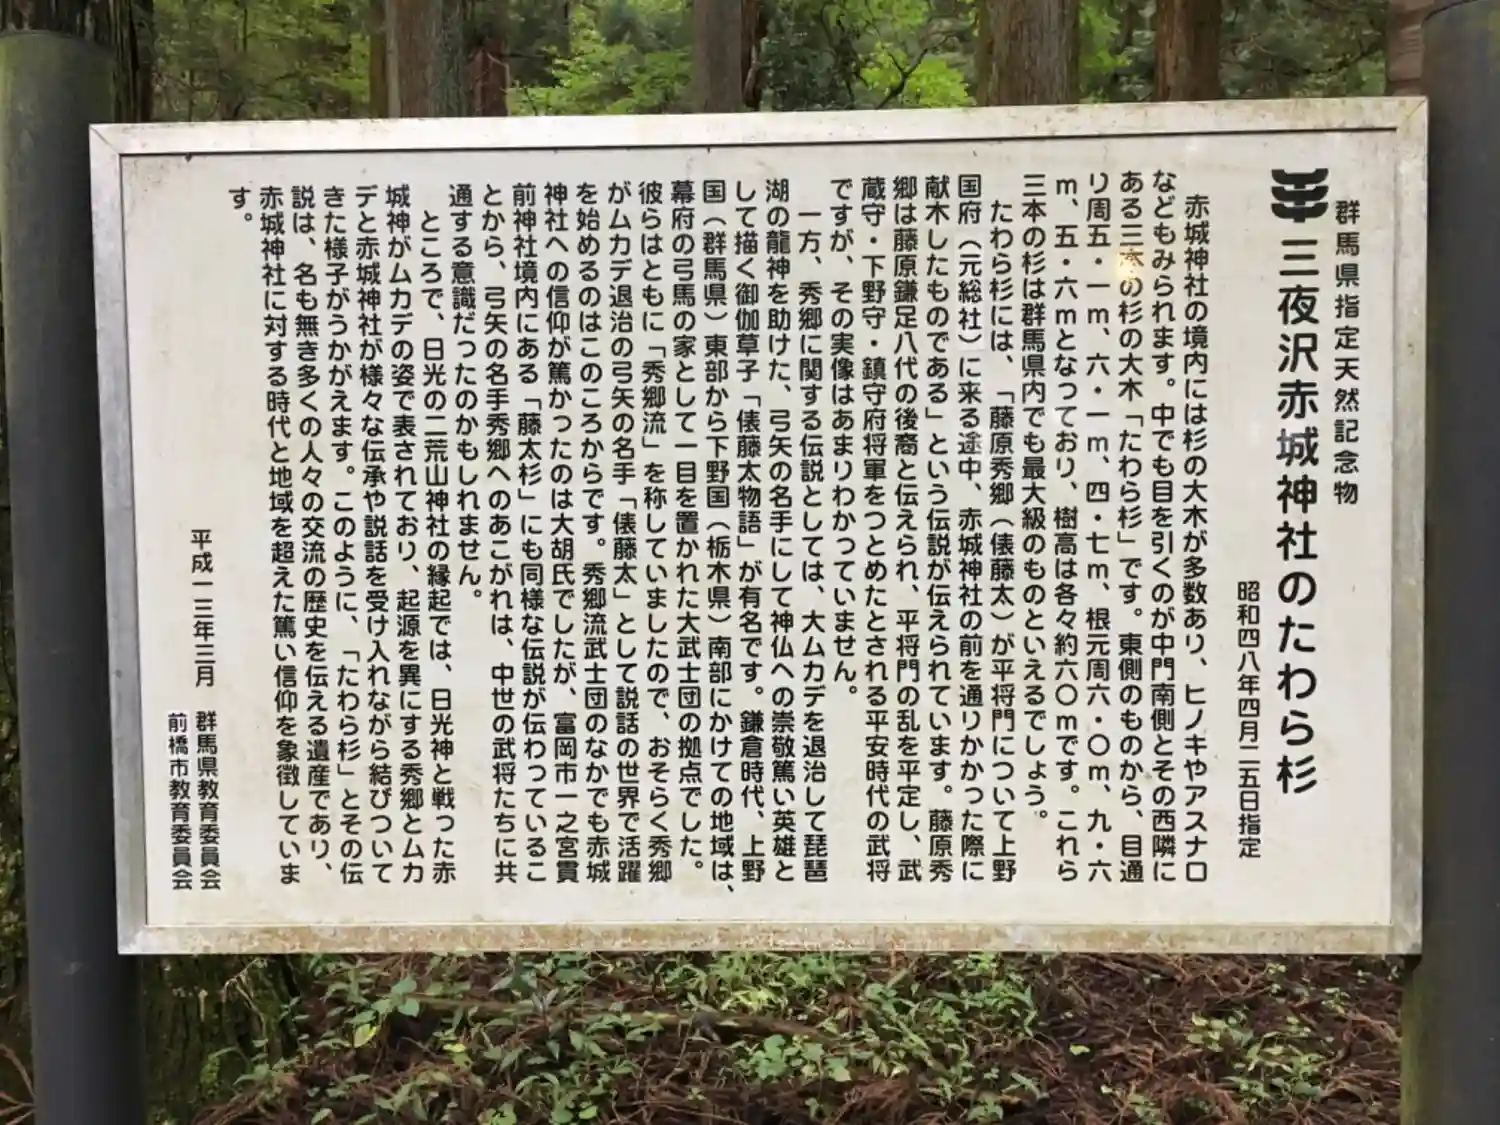 群馬県指定天然記念物
三夜沢赤城神社のたわら杉
昭和四八年四月二五日指定
赤城神社の境内には杉の大木が多数あり、ヒノキやアスナロ
などもみられます。中でも目を引くのが中門南側とその西隣に
ある三本の杉の大木「たわら杉」です。東側のものから、目通
り周五・一m、六・一m、四・七m、根元周六・〇m、九・六
m、五・六mとなっており、樹高は各々約六〇mです。これら
三本の杉は群馬県内でも最大級のものといえるでしょう。
たわら杉には、「藤原秀郷（俵藤太）が平将門について上野
国府（元総社）に来る途中、赤城神社の前を通りかかった際に
献木したものである」という伝説が伝えられています。藤原秀
郷は藤原鎌足八代の後裔と伝えられ、平将門の乱を平定し、武
蔵守・下野守・鎮守府将軍をつとめたとされる平安時代の武将
ですが、その実像はあまりわかっていません。
一方、秀郷に関する伝説としては、大ムカデを退治して琵琶
湖の龍神を助けた、弓矢の名手にして神仏への崇敬篤い英雄と
して描く御伽草子「俵藤太物語」が有名です。鎌倉時代、上野
国（群馬県）東部から下野国（栃木県）南部にかけての地域は、
幕府の弓馬の家として一目を置かれた大武士団の拠点でした。
彼らはともに「秀郷流」を称していましたので、おそらく秀郷
がムカデ退治の弓矢の名手「俵藤太」として説話の世界で活躍
を始めるのはこのころからです。秀郷流武士団のなかでも赤城
神社への信仰が篤かったのは大胡氏でしたが、富岡市一之宮貫
前神社境内にある「藤太杉」にも同様な伝説が伝わっているこ
とから、弓矢の名手秀郷へのあこがれは、中世の武将たちに共
通する意識だったのかもしれません。
ところで、日光の二荒山神社の縁起では、日光神と戦った赤
城神がムカデの姿で表されており、起源を異にする秀郷とムカ
デと赤城神社が様々な伝承や説話を受け入れながら結びついて
きた様子がうかがえます。このように、「たわら杉」とその伝
説は、名も無き多くの人々の交流の歴史を伝える遺産であり、
赤城神社に対する時代と地域を超えた篤い信仰を象徴していま
す。
平成一三年三月
群馬県教育委員会
前橋市教育委員会